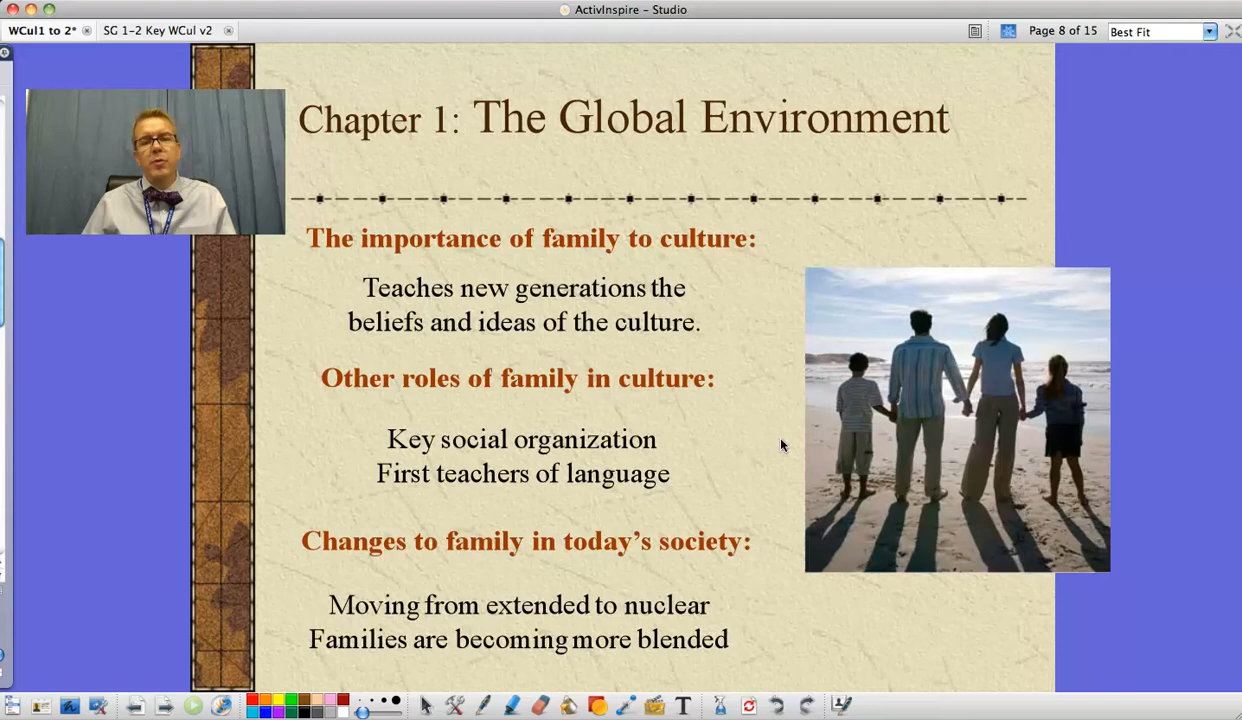 ActivInspire - Studio
WCul1 to 2*
SG 1-2 Key WCul v2
Page 8 of 15
Best Fit
Chapter 1: The Global Environment
The importance of family to culture:
Teaches new generations the
beliefs and ideas of the culture.
Other roles of family in culture:
Key social organization
First teachers of language
Changes to family in today's society:
Moving from extended to nuclear
Families are becoming more blended
T